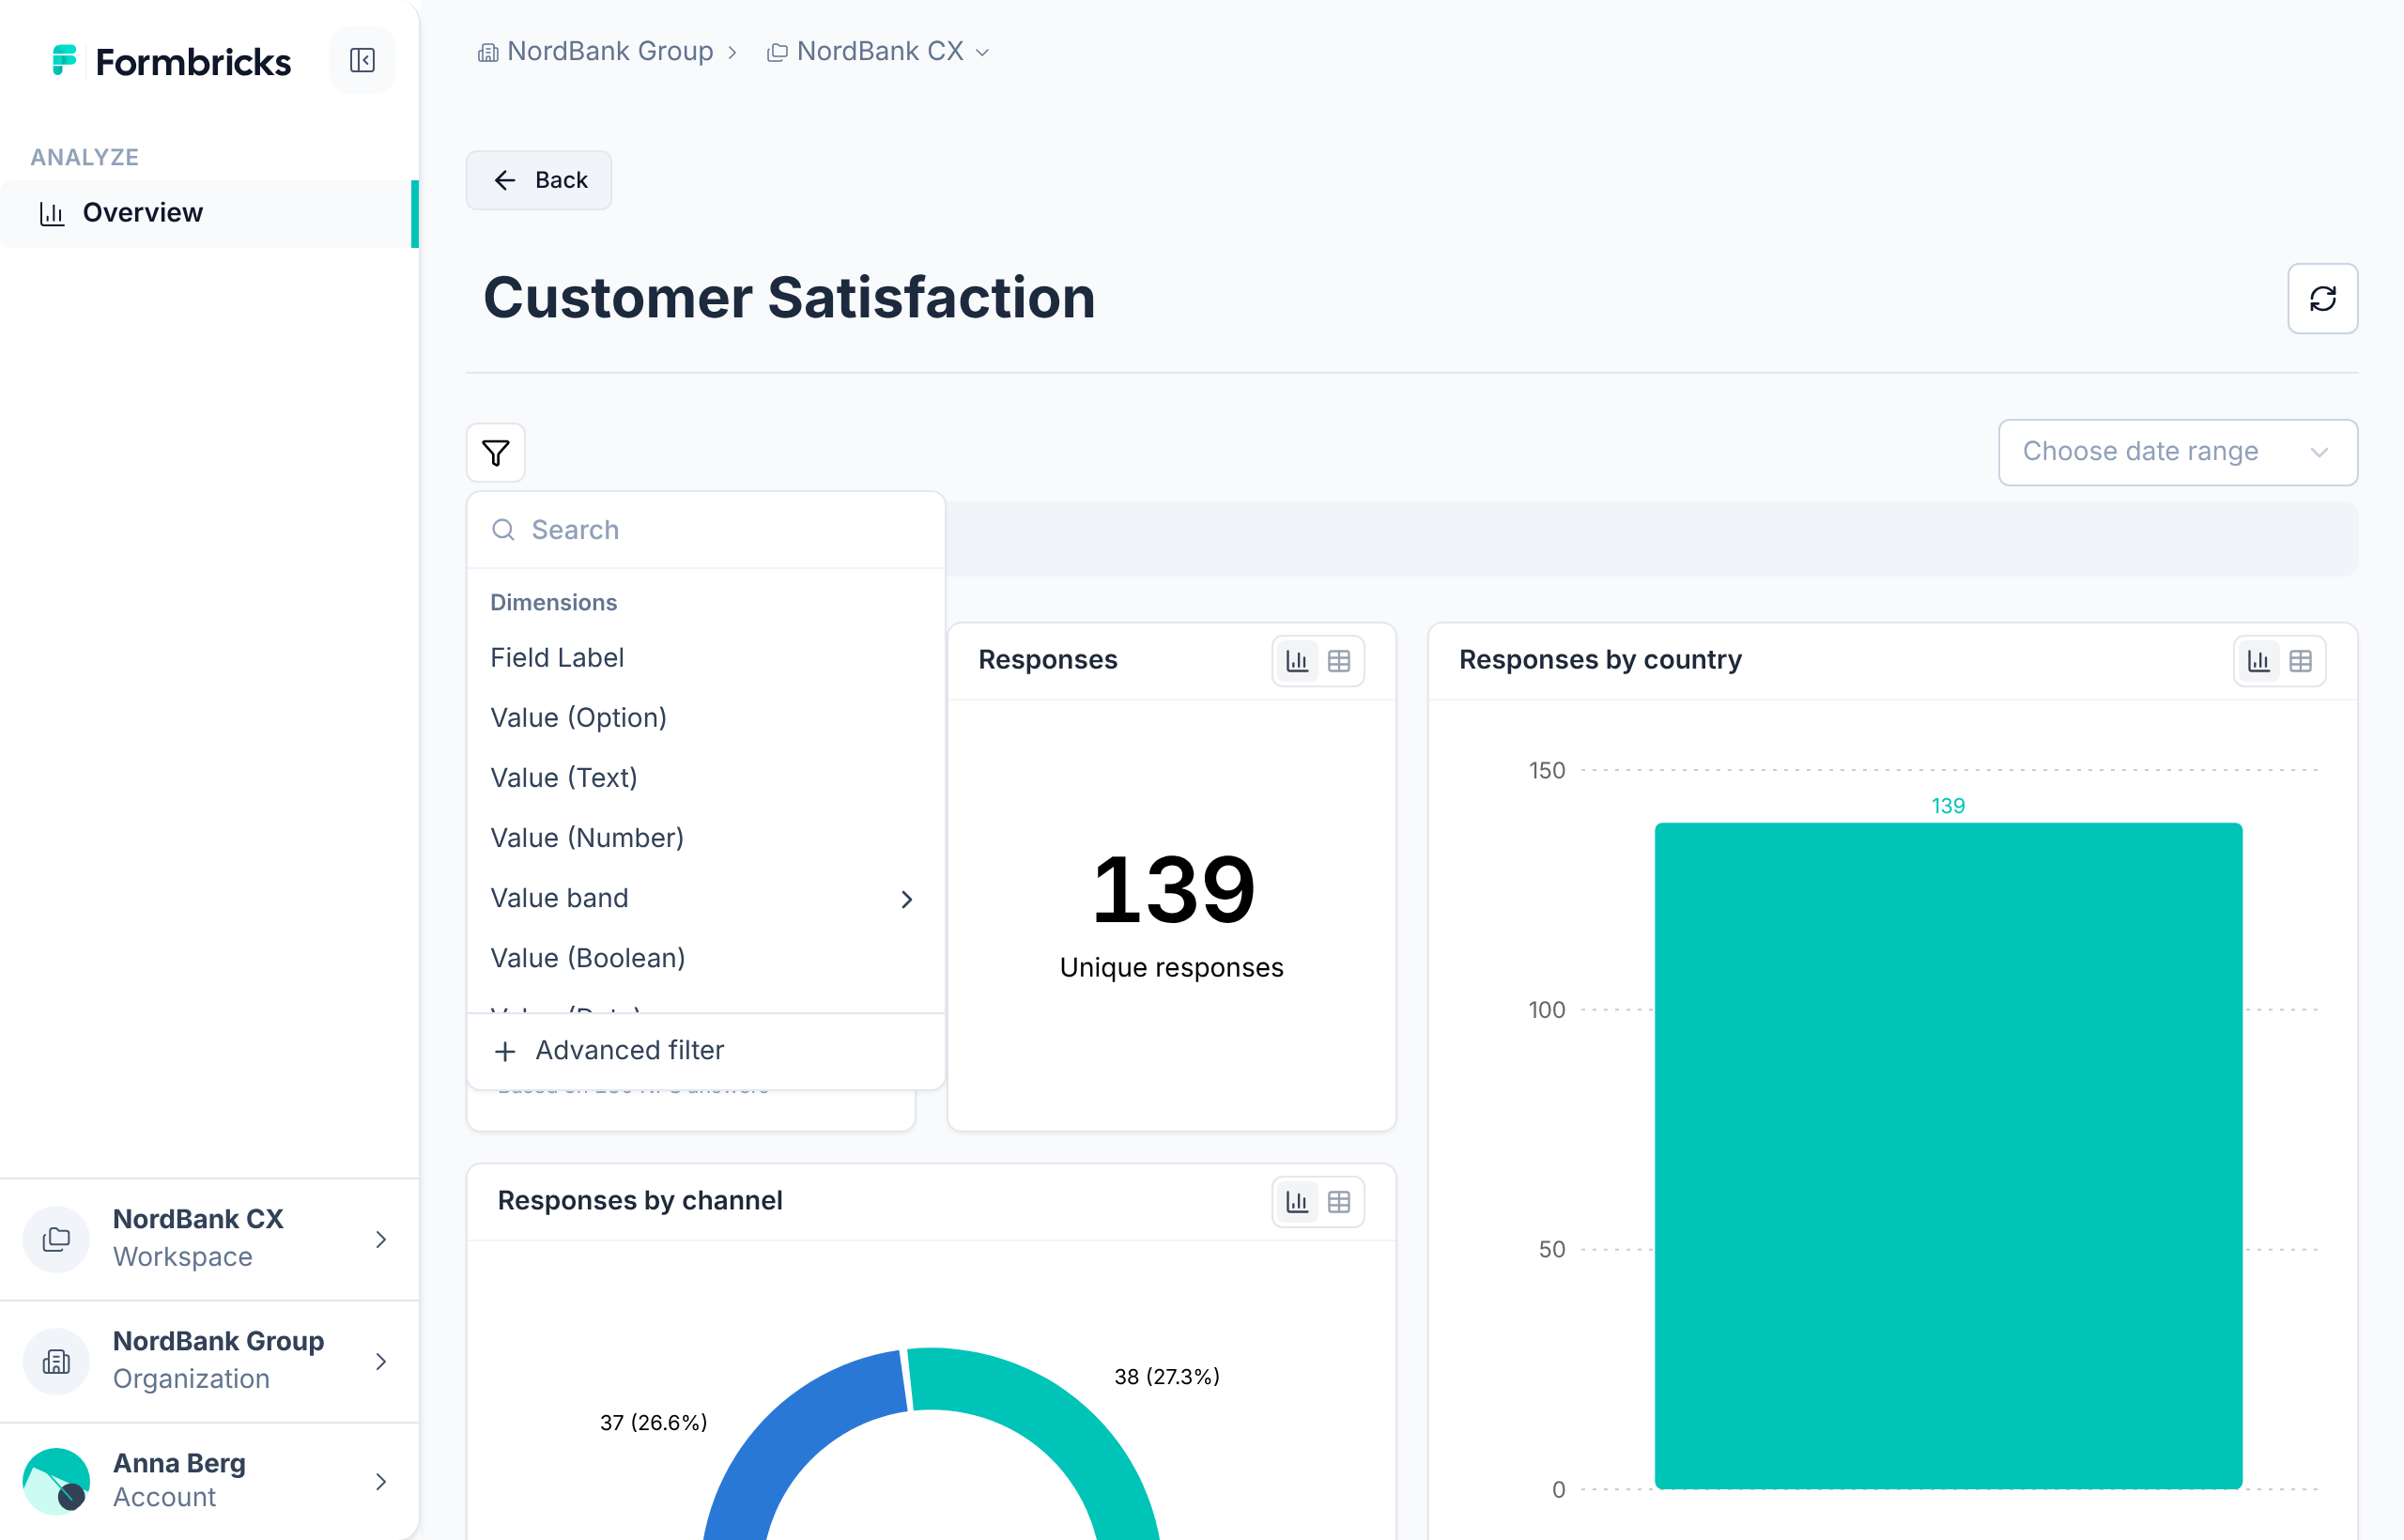 Formbricks
ANALYZE
Overview
NordBank Group
NordBank CX
Back
Customer Satisfaction
Choose date range
Search
Dimensions
Field Label
Value (Option)
Value (Text)
Value (Number)
Value band
Value (Boolean)
Advanced filter
Responses
139
Unique responses
Responses by country
150
139
100
50
0
Responses by channel
38 (27.3%)
37 (26.6%)
NordBank CX
Workspace
NordBank Group
Organization
Anna Berg
Account